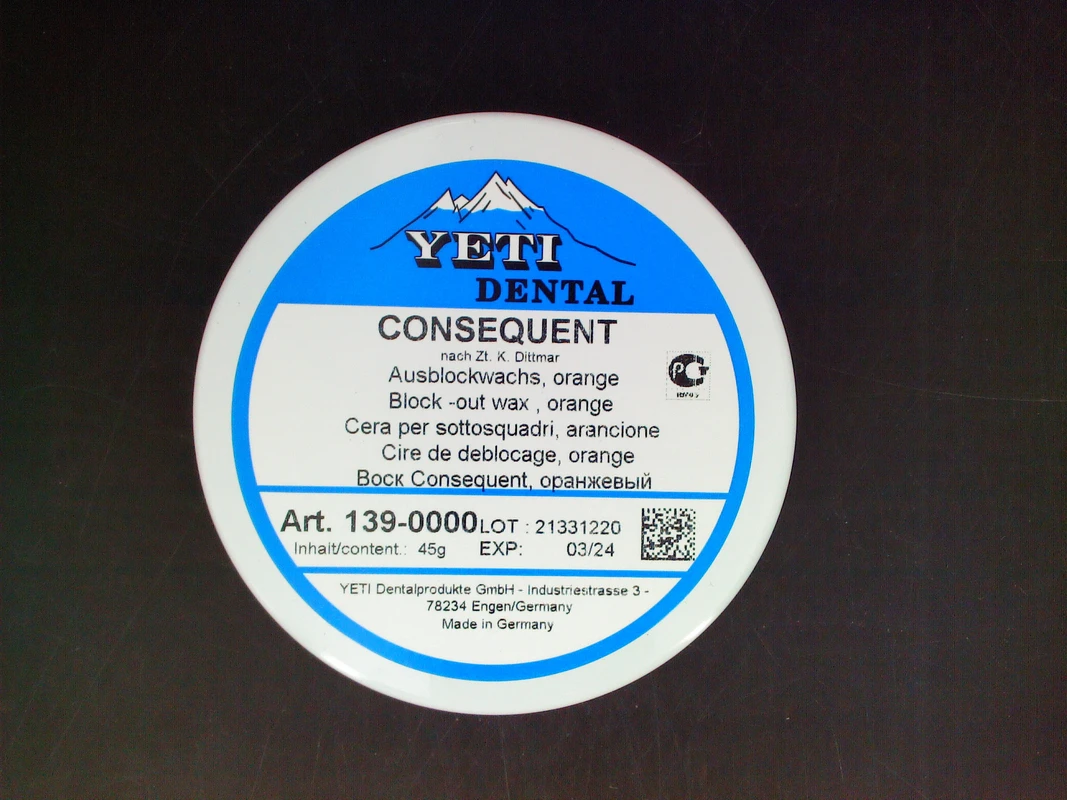 YETI
DENTAL
CONSEQUENT
nach Zt. K. Dittmar
Ausblockwachs, orange
Block -out wax , orange
Cera per sottosquadri, arancione
Cire de deblocage, orange
Воск Consequent, оранжевый
Art. 139-0000 LOT : 21331220
Inhalt/content.: 45g EXP: 03/24
YETI Dentalprodukte GmbH - Industriestrasse 3 -
78234 Engen/Germany
Made in Germany